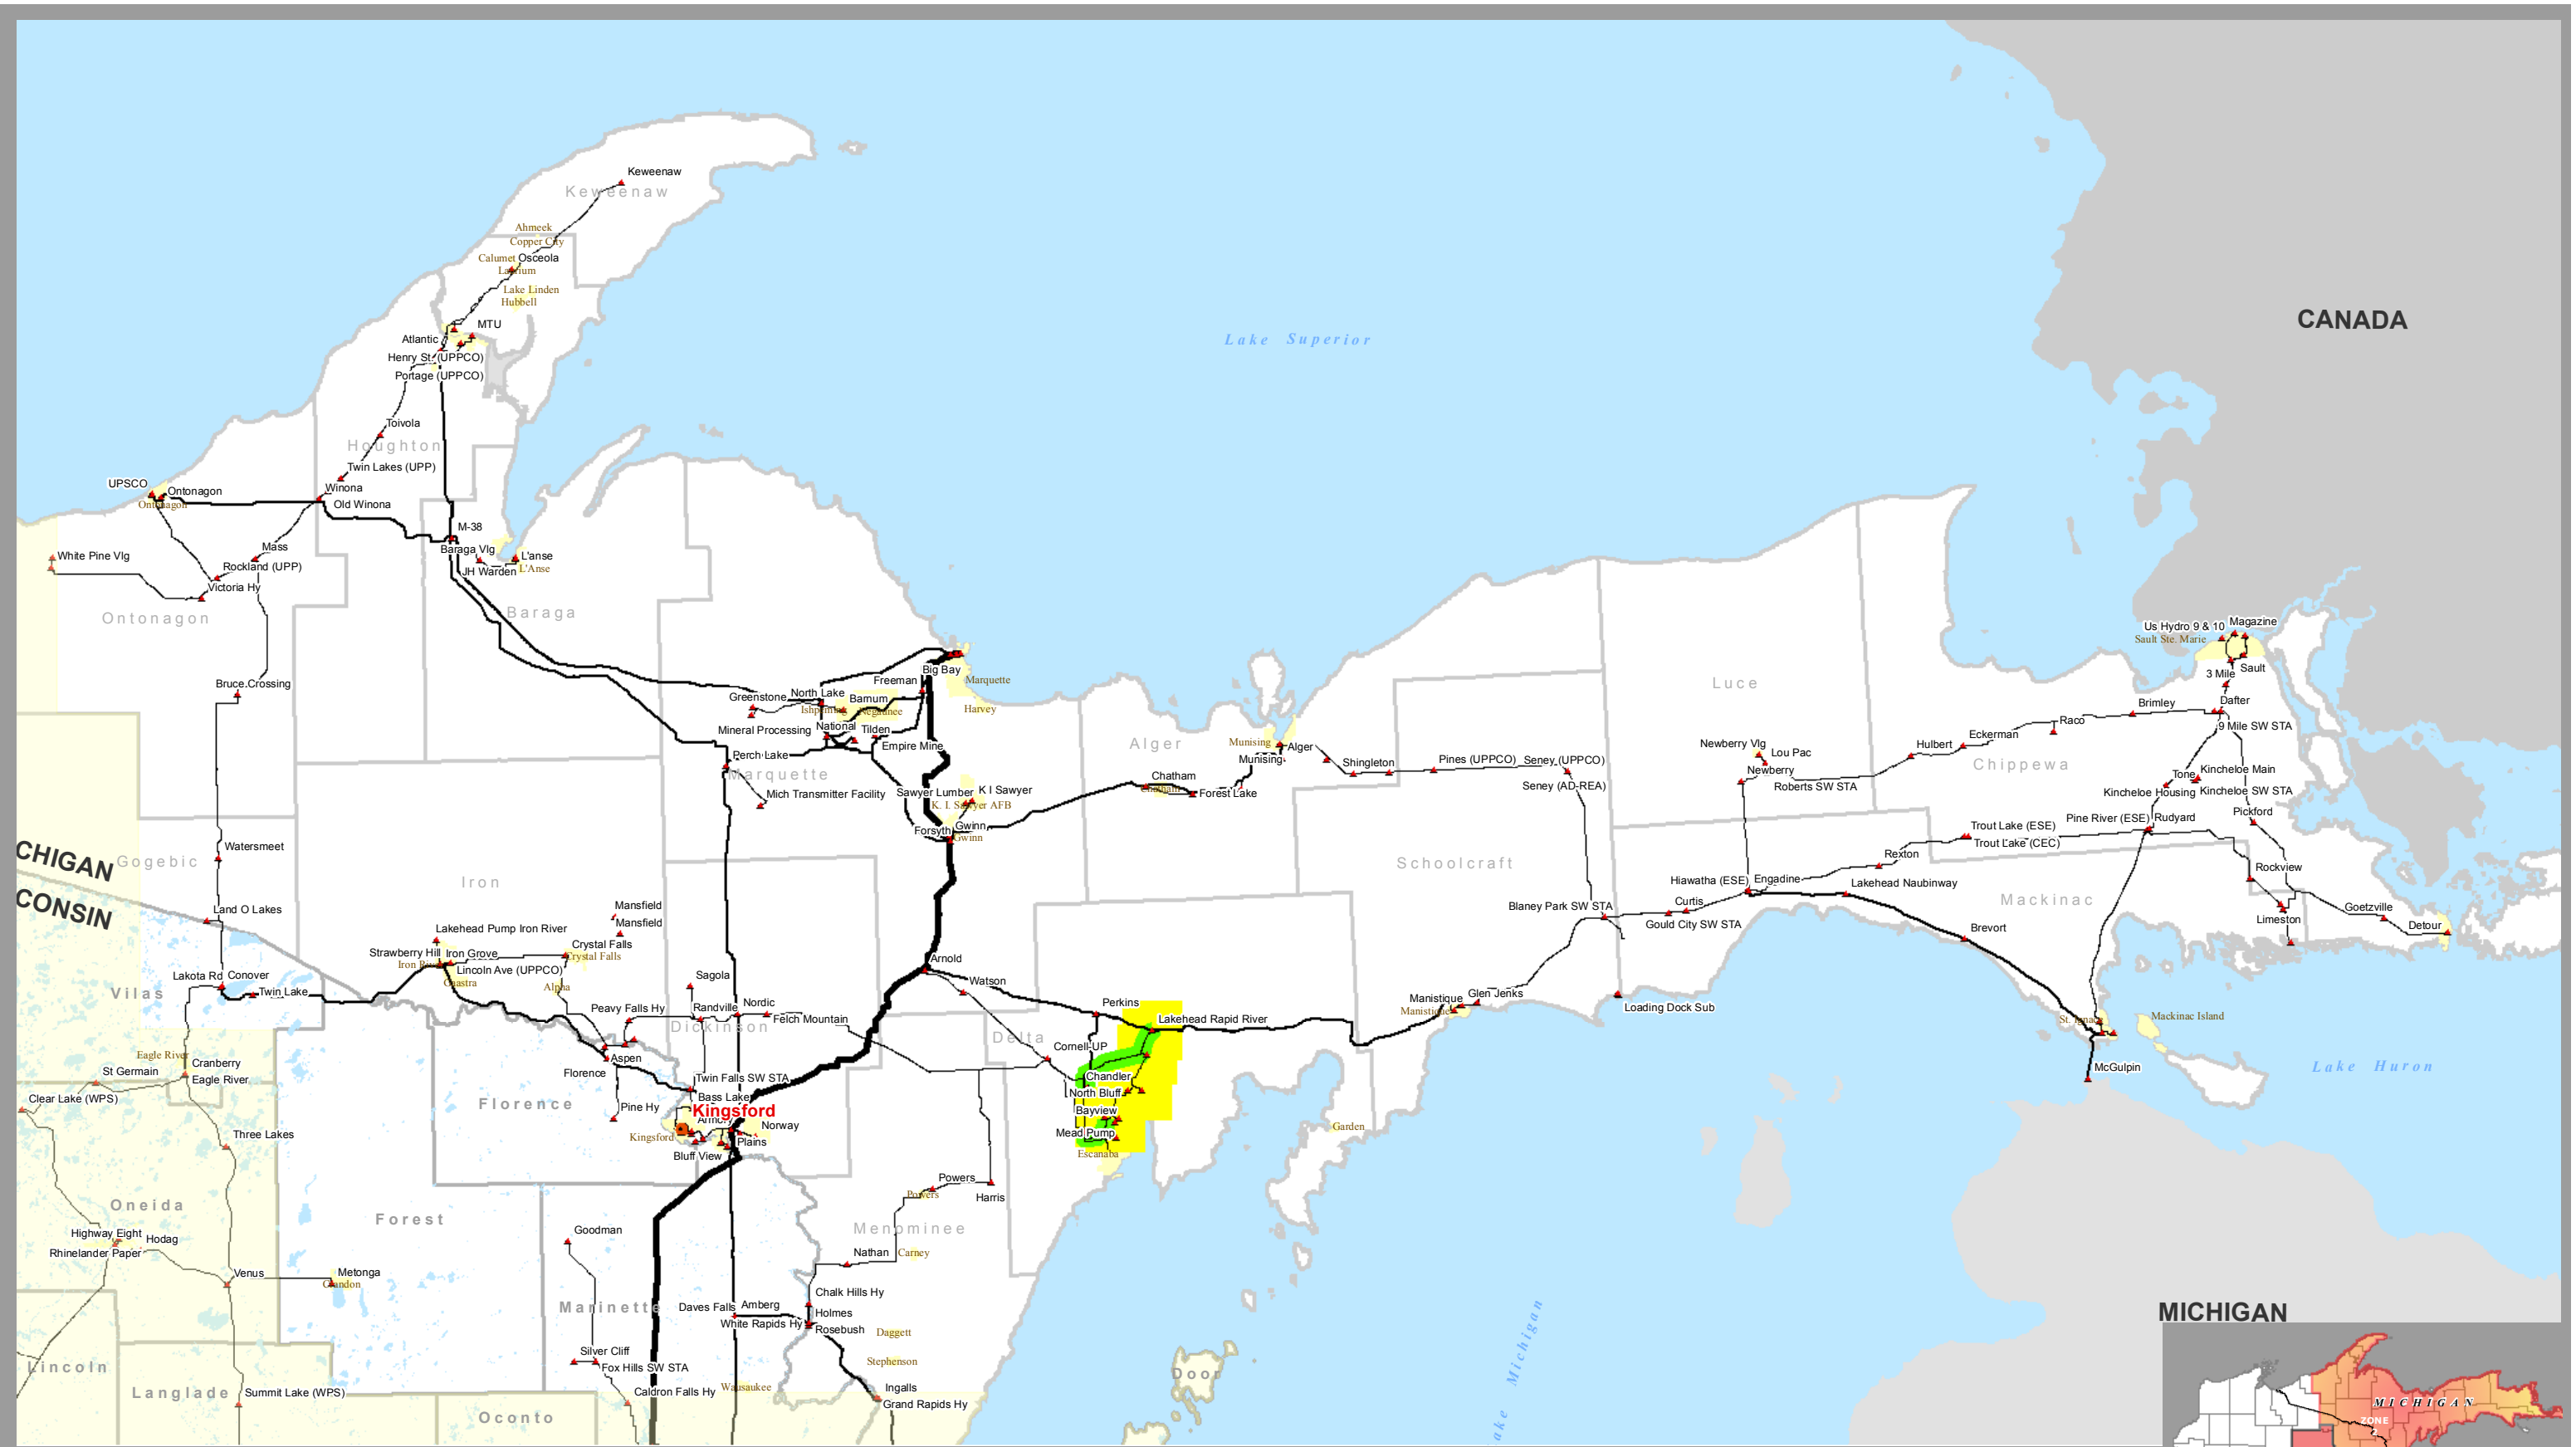 Keweenaw
Keweenaw
Ahmeek
Copper City
Calumet
Osceola
Laurium
Lake Linden
Hubbell
MTU
Atlantic
Henry St. (UPPCO)
Portage (UPPCO)
Lake Superior
CANADA
Toivola
Houghton
Twin Lakes (UPP)
UPSCO
Ontonagon
Ontonagon
Winona
Old Winona
M-38
Baraga Vlg
L'anse
JH Warden
L'Anse
White Pine Vlg
Mass
Rockland (UPP)
Victoria Hy
Ontonagon
Baraga
Us Hydro 9 & 10
Magazine
Sault Ste. Marie
Sault
3 Mile
Dafter
9 Mile SW STA
Big Bay
Freeman
Marquette
Bruce Crossing
Greenstone
North Lake
Barnum
Ishpeming
Negaunee
Harvey
Mineral Processing
National
Tilden
Empire Mine
Perch Lake
Marquette
Mich Transmitter Facility
Sawyer Lumber
K I Sawyer
K. I. Sawyer AFB
Forsyth
Gwinn
Gwinn
Alger
Munising
Alger
Munising
Chatham
Chatham
Forest Lake
Shingleton
Pines (UPPCO)
Seney (UPPCO)
Seney (AD-REA)
Luce
Newberry Vlg
Lou Pac
Newberry
Roberts SW STA
Hulbert
Eckerman
Raco
Brimley
Chippewa
Tone
Kincheloe Main
Kincheloe Housing
Kincheloe SW STA
Pickford
Pine River (ESE)
Rudyard
Trout Lake (ESE)
Trout Lake (CEC)
Rexton
Rockview
Schoolcraft
Hiawatha (ESE)
Engadine
Lakehead Naubinway
Mackinac
Curtis
Blaney Park SW STA
Gould City SW STA
Brevort
Limeston
Goetzville
Detour
CHIGAN
CONSIN
Gogebic
Watersmeet
Iron
Land O Lakes
Mansfield
Mansfield
Lakehead Pump Iron River
Strawberry Hill
Iron Grove
Crystal Falls
Crystal Falls
Lincoln Ave (UPPCO)
Gaastra
Alpha
Lakota Rd
Conover
Twin Lake
Vilas
Sagola
Peavy Falls Hy
Randville
Nordic
Felch Mountain
Dickinson
Arnold
Watson
Perkins
Lakehead Rapid River
Delta
Cornell-UP
Chandler
North Bluff
Bayview
Mead Pump
Escanaba
Manistique
Manistique
Glen Jenks
Loading Dock Sub
St. Ignace
Mackinac Island
McGulpin
Lake Huron
Garden
Eagle River
Cranberry
Eagle River
St Germain
Clear Lake (WPS)
Three Lakes
Aspen
Florence
Florence
Pine Hy
Twin Falls SW STA
Bass Lake
Kingsford
Kingsford
Norway
Plains
Bluff View
Powers
Powers
Harris
Menominee
Nathan
Carney
Oneida
Highway Eight
Hodag
Rhinelander Paper
Forest
Goodman
Venus
Metonga
Crandon
Marinette
Chalk Hills Hy
Daves Falls
Amberg
Holmes
White Rapids Hy
Rosebush
Daggett
Stephenson
Silver Cliff
Fox Hills SW STA
Caldron Falls Hy
Wausaukee
Ingalls
Grand Rapids Hy
Lincoln
Langlade
Summit Lake (WPS)
Oconto
Door
ake Michigan
MICHIGAN
MICHIGAN
ZONE